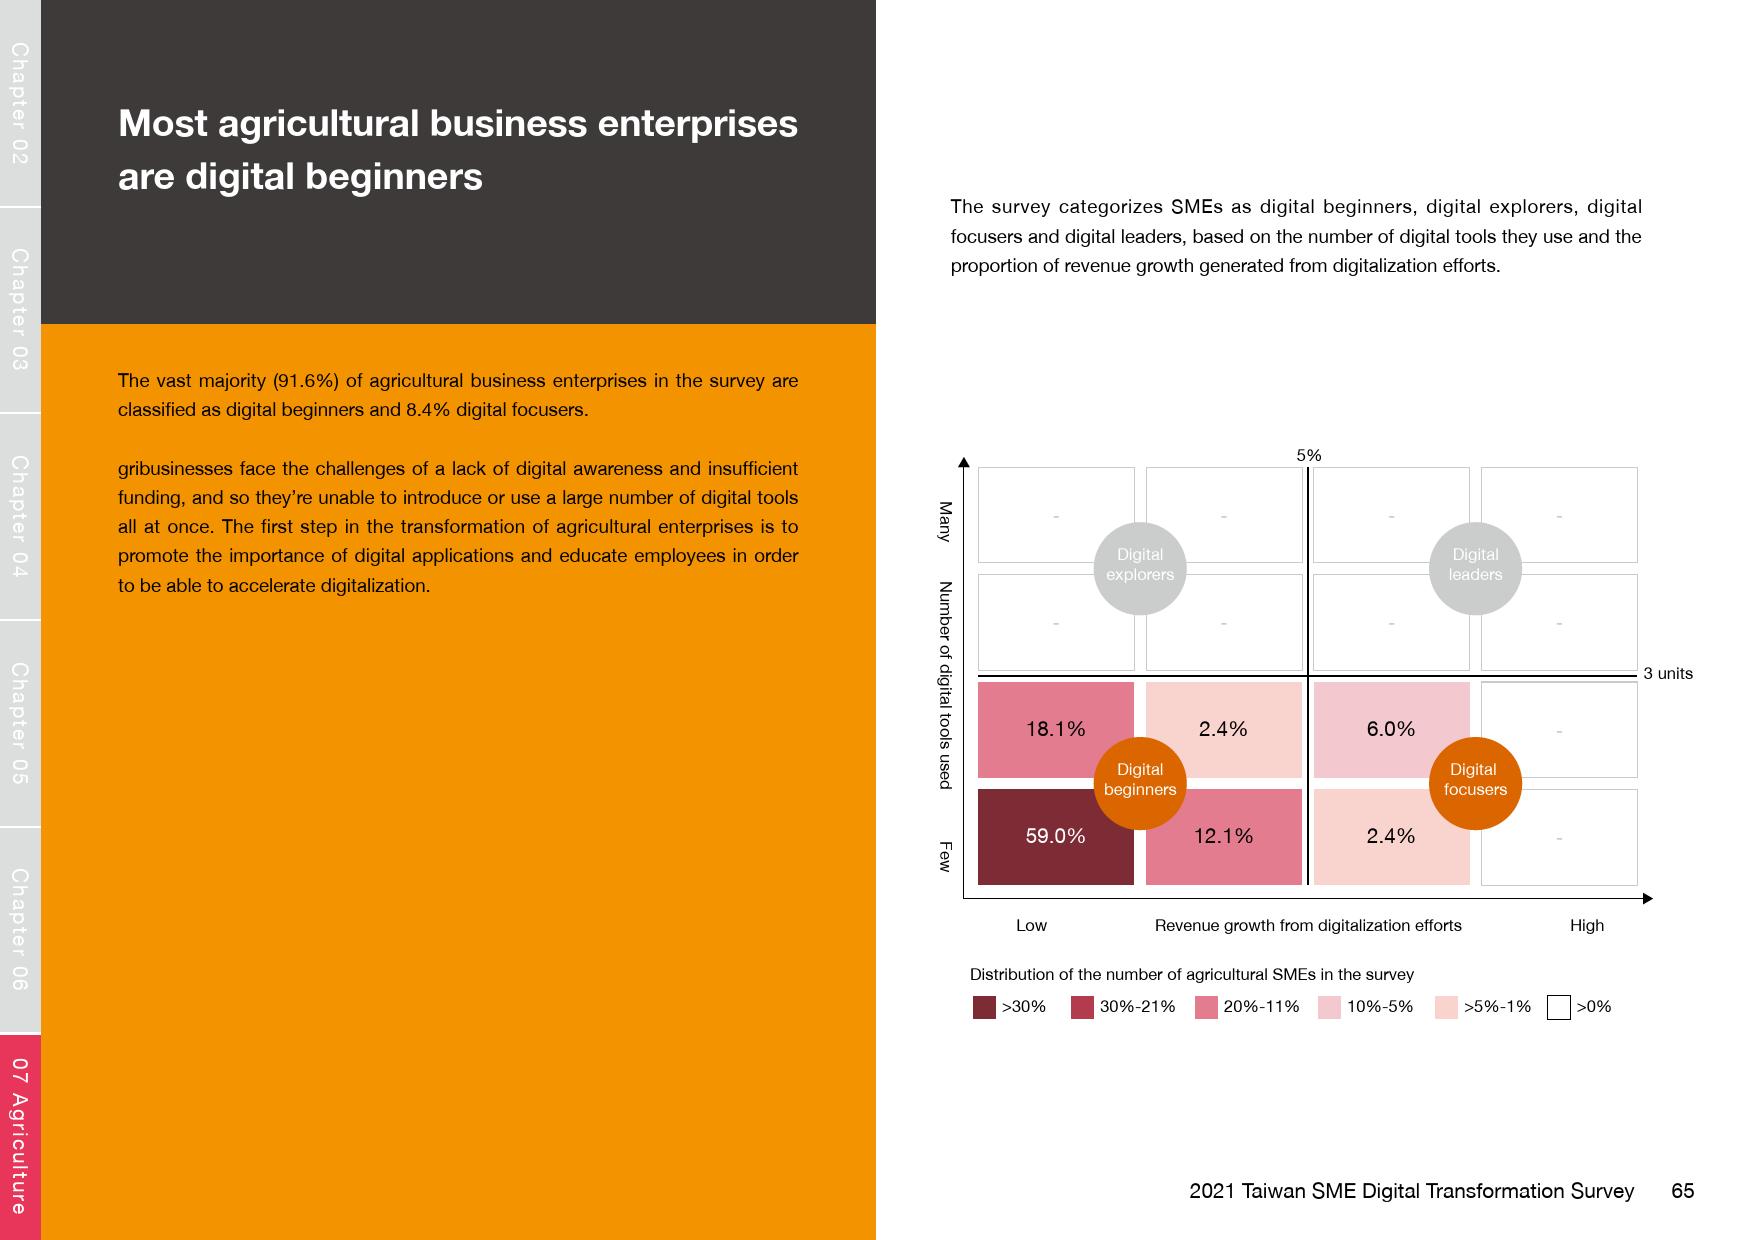 Chapter 02
Chapter 03
Chapter 04
Chapter 05
Chapter 06
07 Agriculture
Most agricultural business enterprises
are digital beginners
The vast majority (91.6%) of agricultural business enterprises in the survey are
classified as digital beginners and 8.4% digital focusers.
gribusinesses face the challenges of a lack of digital awareness and insufficient
funding, and so they're unable to introduce or use a large number of digital tools
all at once. The first step in the transformation of agricultural enterprises is to
promote the importance of digital applications and educate employees in order
to be able to accelerate digitalization.
The survey categorizes SMEs as digital beginners, digital explorers, digital
focusers and digital leaders, based on the number of digital tools they use and the
proportion of revenue growth generated from digitalization efforts.
5%
Many
Number of digital tools used
Few
- - - -
Digital
explorers
Digital
leaders
- - - -
3 units
18.1% 2.4% 6.0% -
Digital
beginners
Digital
focusers
59.0% 12.1% 2.4% -
Low Revenue growth from digitalization efforts High
Distribution of the number of agricultural SMEs in the survey
>30% 30%-21% 20%-11% 10%-5% >5%-1% >0%
2021 Taiwan SME Digital Transformation Survey 65